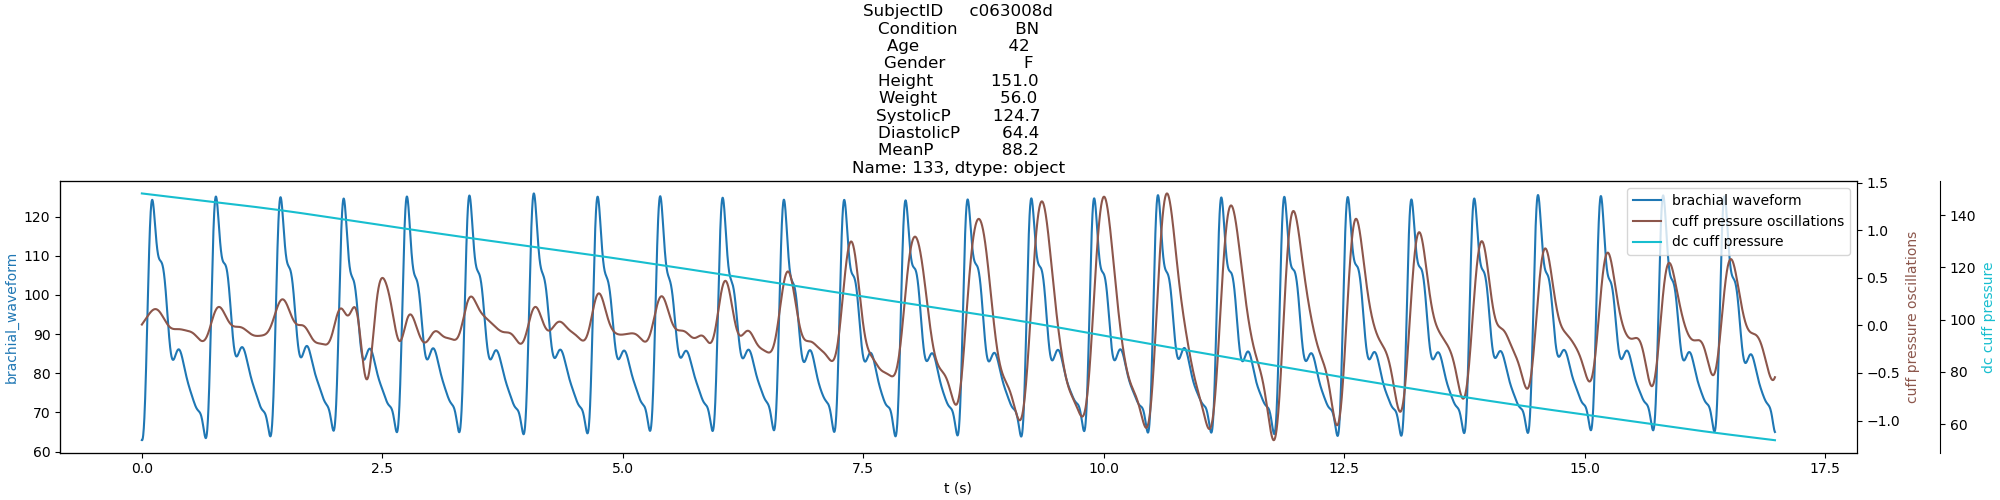 SubjectID c063008d
Condition BN
Age 42
Gender F
Height 151.0
Weight 56.0
SystolicP 124.7
DiastolicP 64.4
MeanP 88.2
Name: 133, dtype: object
brachial_waveform
120
110
100
90
80
70
60
0.0 2.5 5.0 7.5 10.0 12.5 15.0 17.5
t (s)
brachial waveform
cuff pressure oscillations
dc cuff pressure
1.5
1.0
0.5
0.0
−0.5
−1.0
cuff pressure oscillations
140
120
100
80
60
dc cuff pressure